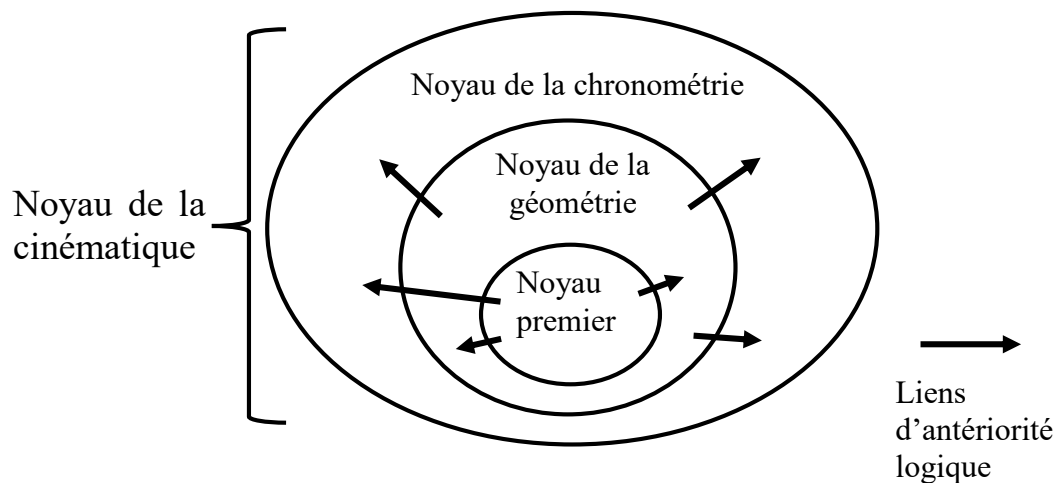 Noyau de la chronométrie
Noyau de la
géométrie
Noyau de la
cinématique
Noyau
premier
Liens
d’antériorité
logique